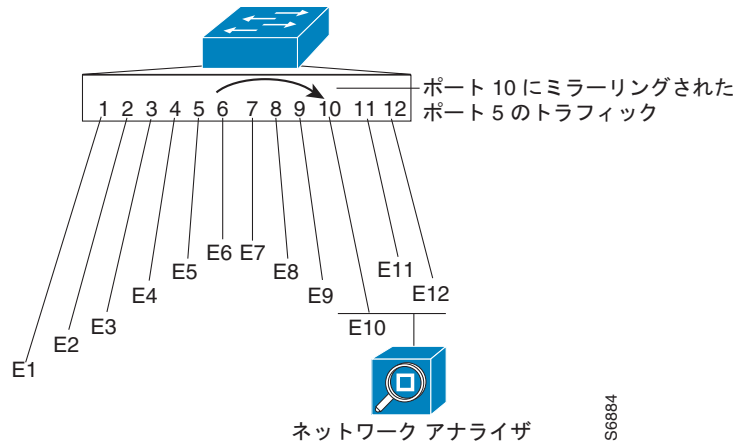 ポート 10 にミラーリングされた
ポート 5 のトラフィック
1 2 3 4 5 6 7 8 9 10 11 12
E1
E2
E3
E4
E5
E6
E7
E8
E9
E10
E11
E12
ネットワーク アナライザ
S6884